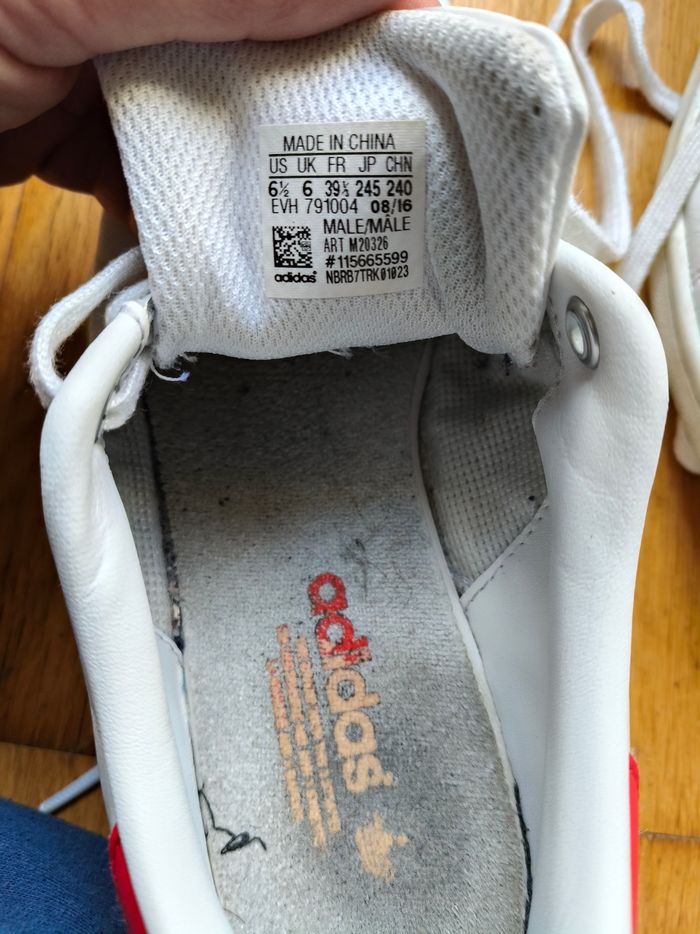 MADE IN CHINA
US UK FR JP CHN
6½ 6 39⅓ 245 240
EVH 791004 08/16
MALE/MÂLE
ART M20326
#115665599
adidas® NBRB7TRK01023
adidas